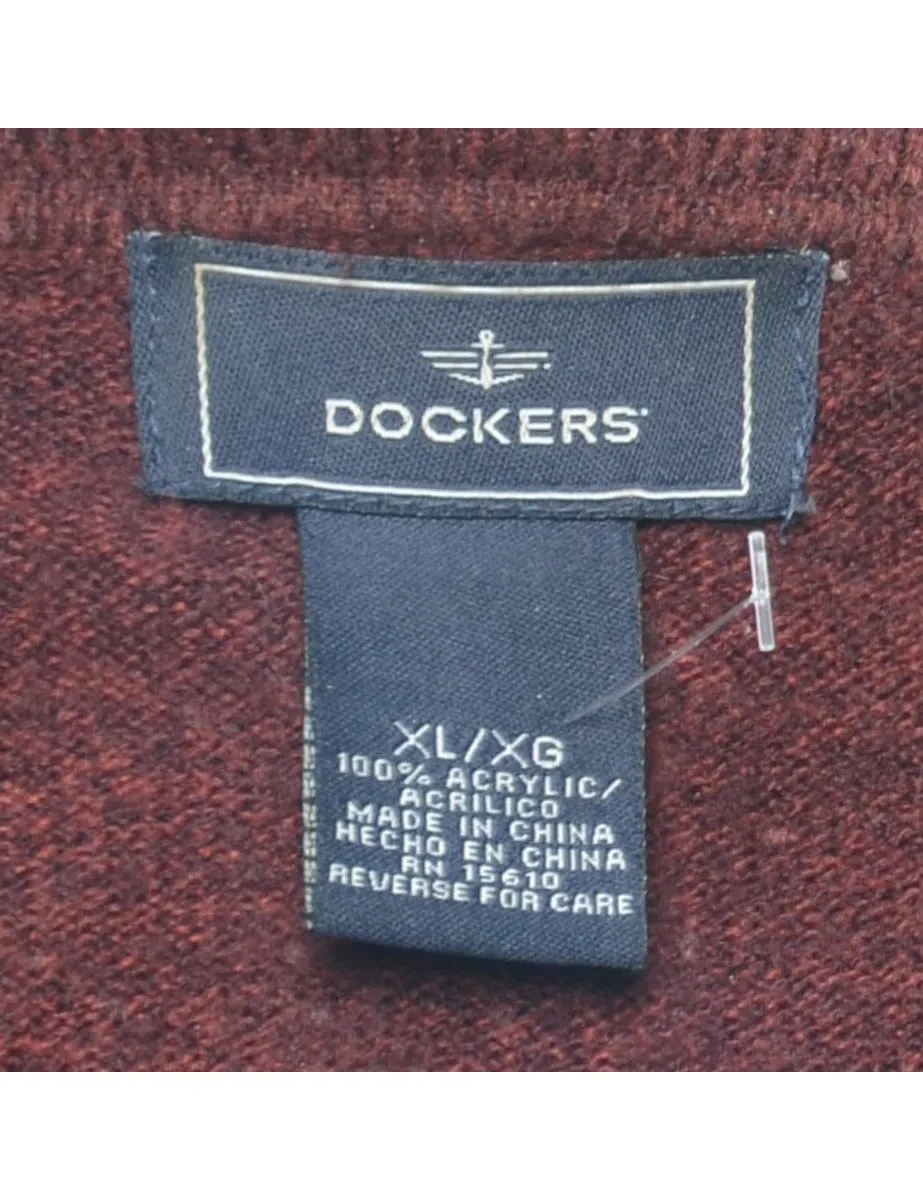 DOCKERS
XL/XG
100% ACRYLIC/
ACRILICO
MADE IN CHINA
HECHO EN CHINA
RN 15610
REVERSE FOR CARE